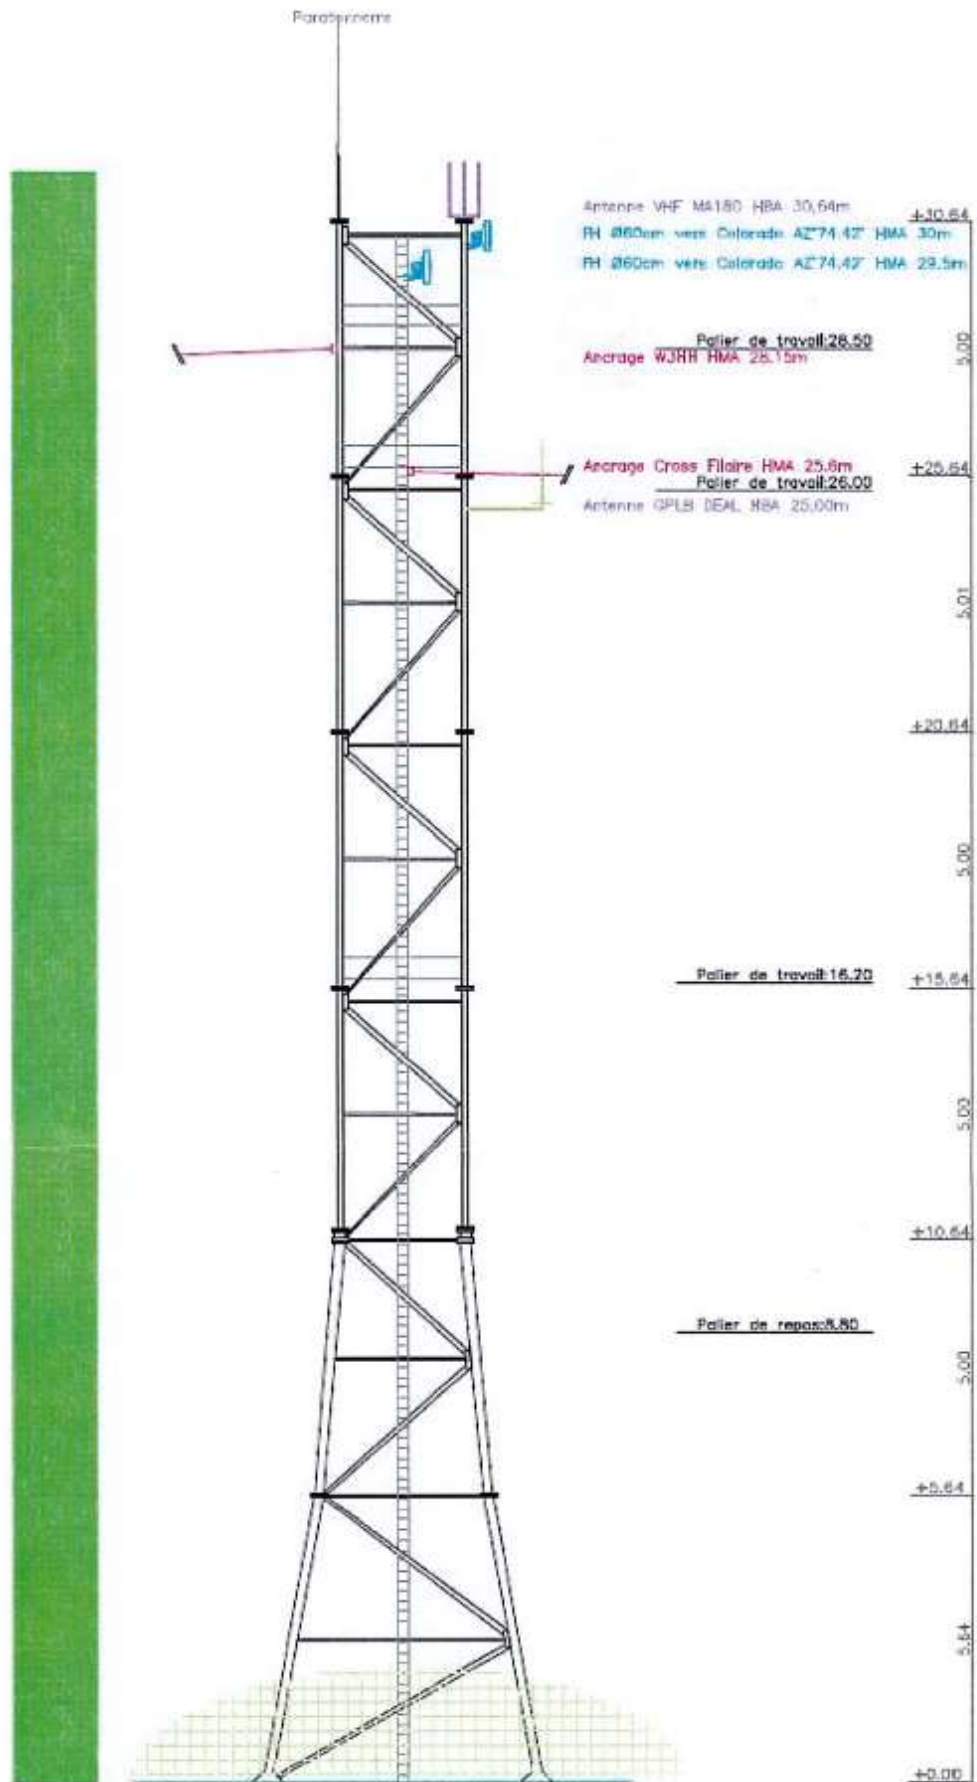 Paratonnerre
Antenne VHF MA180 HBA 30,64m
+30.64
FH Ø60cm vers Colorado AZ°74.42° HMA 30m
FH Ø60cm vers Colorado AZ°74.42° HMA 29.5m
Palier de travail:28.50
5.00
Ancrage W3HH HMA 28.15m
Ancrage Cross Filaire HMA 25.6m
+25.64
Palier de travail:26.00
Antenne GPLB DEAL HBA 25.00m
5.01
+20.64
5.00
Palier de travail:16.20
+15.64
5.00
+10.64
Palier de repos:8.80
5.00
+5.64
5.64
+0.00